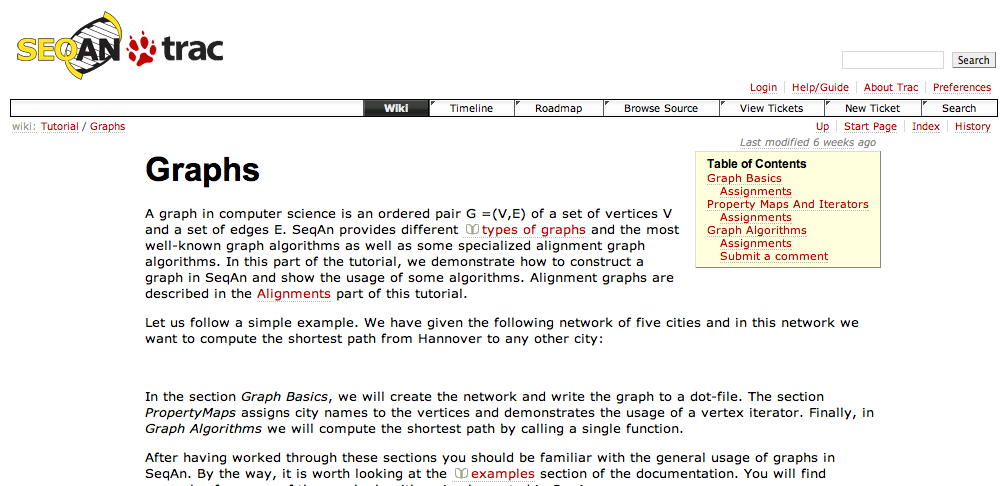 SEQAN trac
Search
Login Help/Guide About Trac Preferences
Wiki Timeline Roadmap Browse Source View Tickets New Ticket Search
wiki: Tutorial / Graphs
Up Start Page Index History
Last modified 6 weeks ago
Graphs
Table of Contents
Graph Basics
Assignments
Property Maps And Iterators
Assignments
Graph Algorithms
Assignments
Submit a comment
A graph in computer science is an ordered pair G =(V,E) of a set of vertices V
and a set of edges E. SeqAn provides different types of graphs and the most
well-known graph algorithms as well as some specialized alignment graph
algorithms. In this part of the tutorial, we demonstrate how to construct a
graph in SeqAn and show the usage of some algorithms. Alignment graphs are
described in the Alignments part of this tutorial.
Let us follow a simple example. We have given the following network of five cities and in this network we
want to compute the shortest path from Hannover to any other city:
In the section Graph Basics, we will create the network and write the graph to a dot-file. The section
PropertyMaps assigns city names to the vertices and demonstrates the usage of a vertex iterator. Finally, in
Graph Algorithms we will compute the shortest path by calling a single function.
After having worked through these sections you should be familiar with the general usage of graphs in
SeqAn. By the way, it is worth looking at the examples section of the documentation. You will find